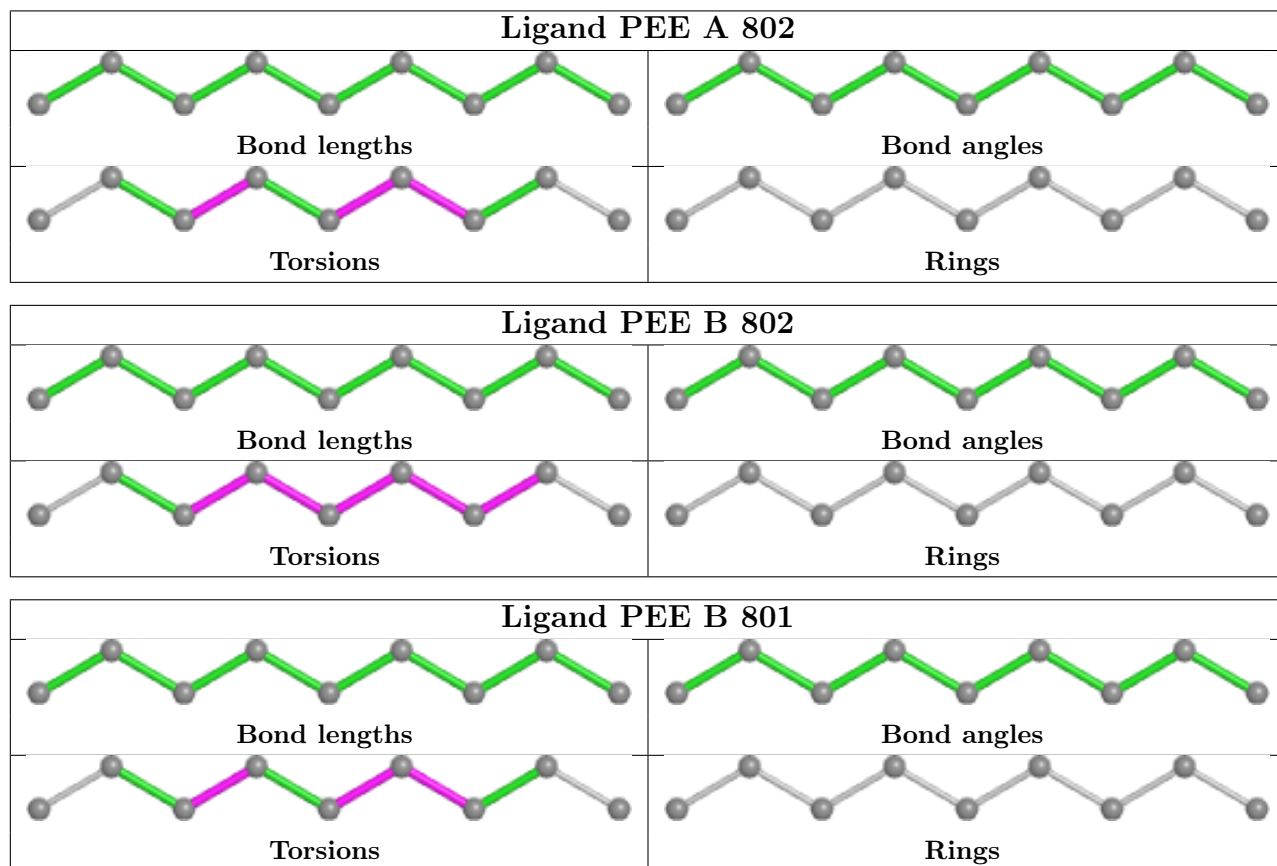 Ligand PEE A 802
Bond lengths
Bond angles
Torsions
Rings
Ligand PEE B 802
Bond lengths
Bond angles
Torsions
Rings
Ligand PEE B 801
Bond lengths
Bond angles
Torsions
Rings